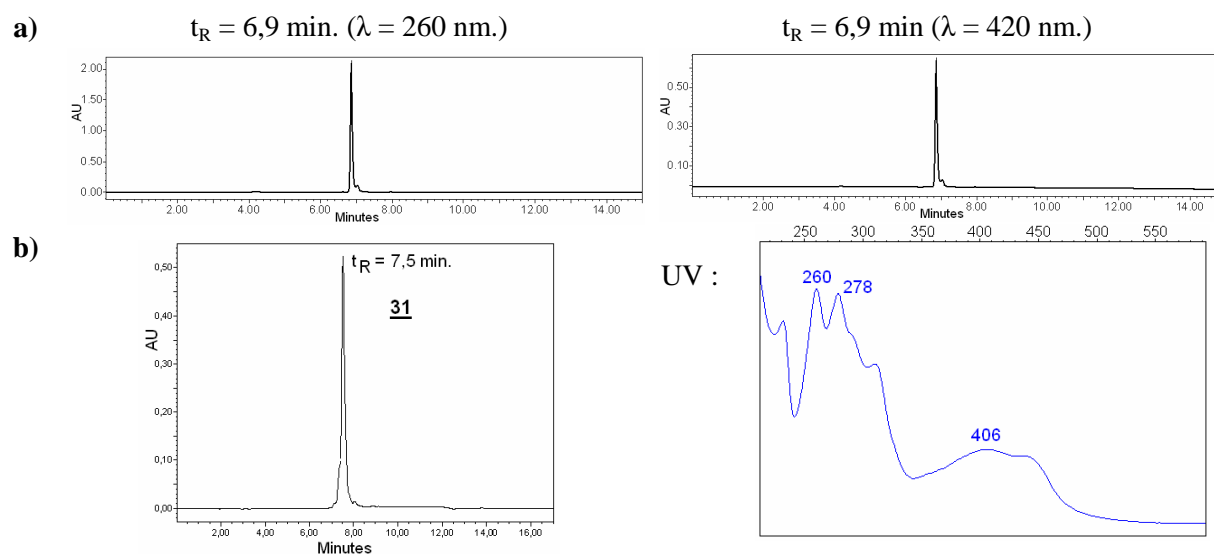 a)
t_R = 6,9 min. (λ = 260 nm.)
t_R = 6,9 min (λ = 420 nm.)
2.00
1.50
1.00
0 50
0 00
AU
2.00 4.00 6.00 8.00 10.00 12.00 14.00
Minutes
0.50
0.30
0.10
AU
2.00 4.00 6.00 8.00 10.00 12.00 14.00
Minutes
b)
0,50
0,40
0,30
0,20
0,10
0,00
AU
t_R = 7,5 min.
31
2,00 4,00 6,00 8,00 10,00 12,00 14,00 16,00
Minutes
UV :
250 300 350 400 450 500 550
260
278
406